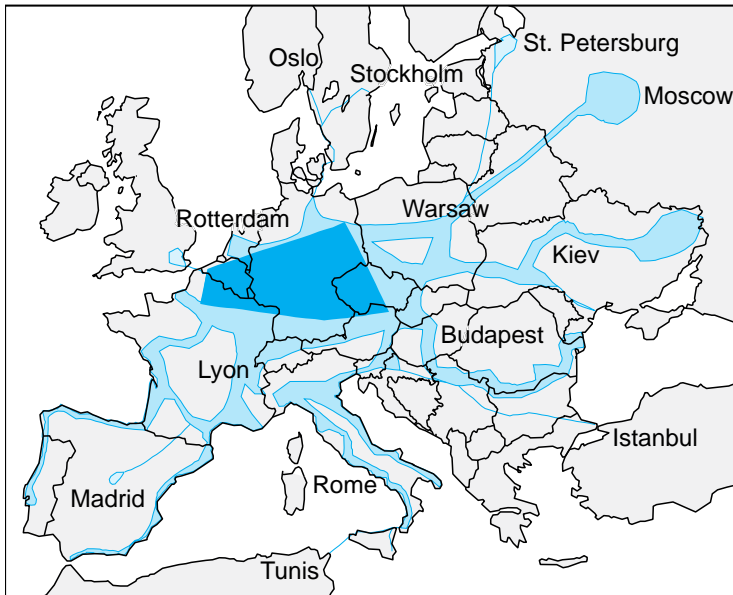 St. Petersburg
Oslo
Stockholm
Moscow
Warsaw
Rotterdam
Kiev
Budapest
Lyon
Istanbul
Rome
Madrid
Tunis